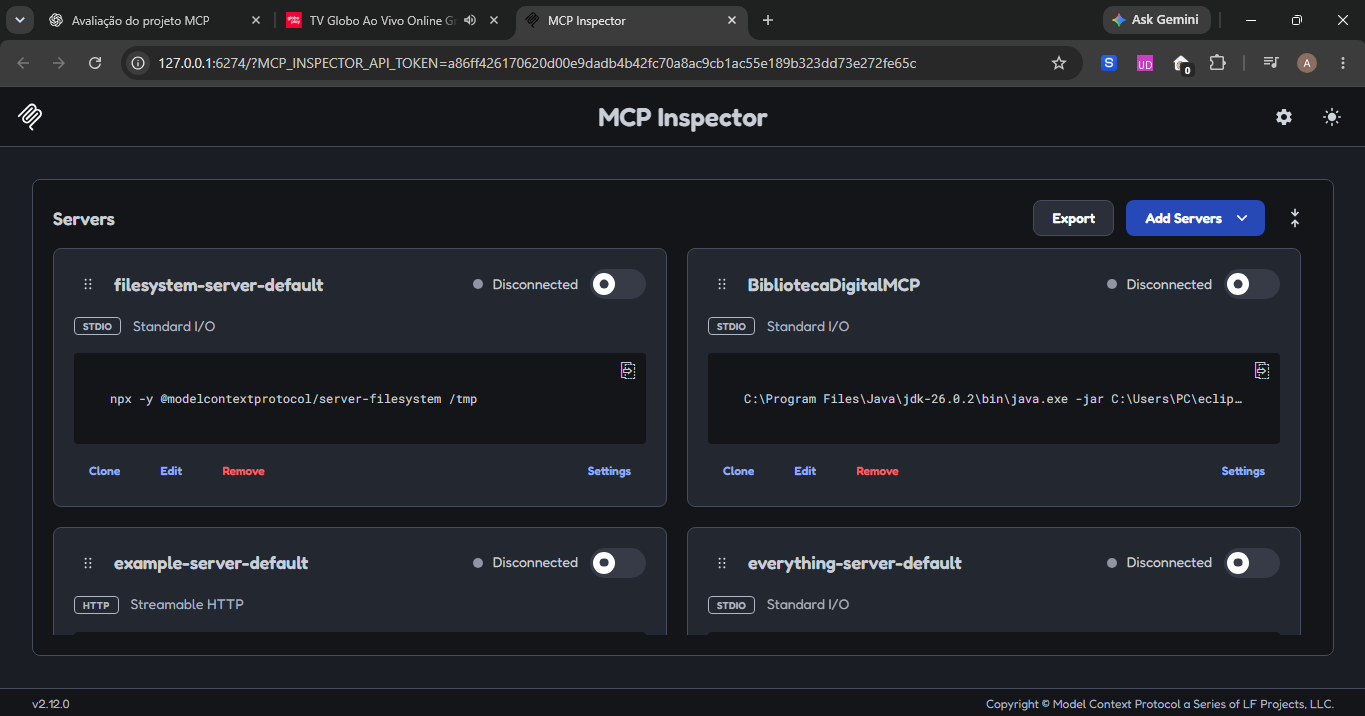 Avaliação do projeto MCP
TV Globo Ao Vivo Online G
MCP Inspector
Ask Gemini
127.0.0.1:6274/?MCP_INSPECTOR_API_TOKEN=a86ff426170620d00e9dadb4b42fc70a8ac9cb1ac55e189b323dd73e272fe65c
S
UD
0
A
MCP Inspector
Servers
Export
Add Servers
filesystem-server-default
Disconnected
STDIO
Standard I/O
npx -y @modelcontextprotocol/server-filesystem /tmp
Clone
Edit
Remove
Settings
BibliotecaDigitalMCP
Disconnected
STDIO
Standard I/O
C:\Program Files\Java\jdk-26.0.2\bin\java.exe -jar C:\Users\PC\eclip…
Clone
Edit
Remove
Settings
example-server-default
Disconnected
HTTP
Streamable HTTP
everything-server-default
Disconnected
STDIO
Standard I/O
v2.12.0
Copyright © Model Context Protocol a Series of LF Projects, LLC.